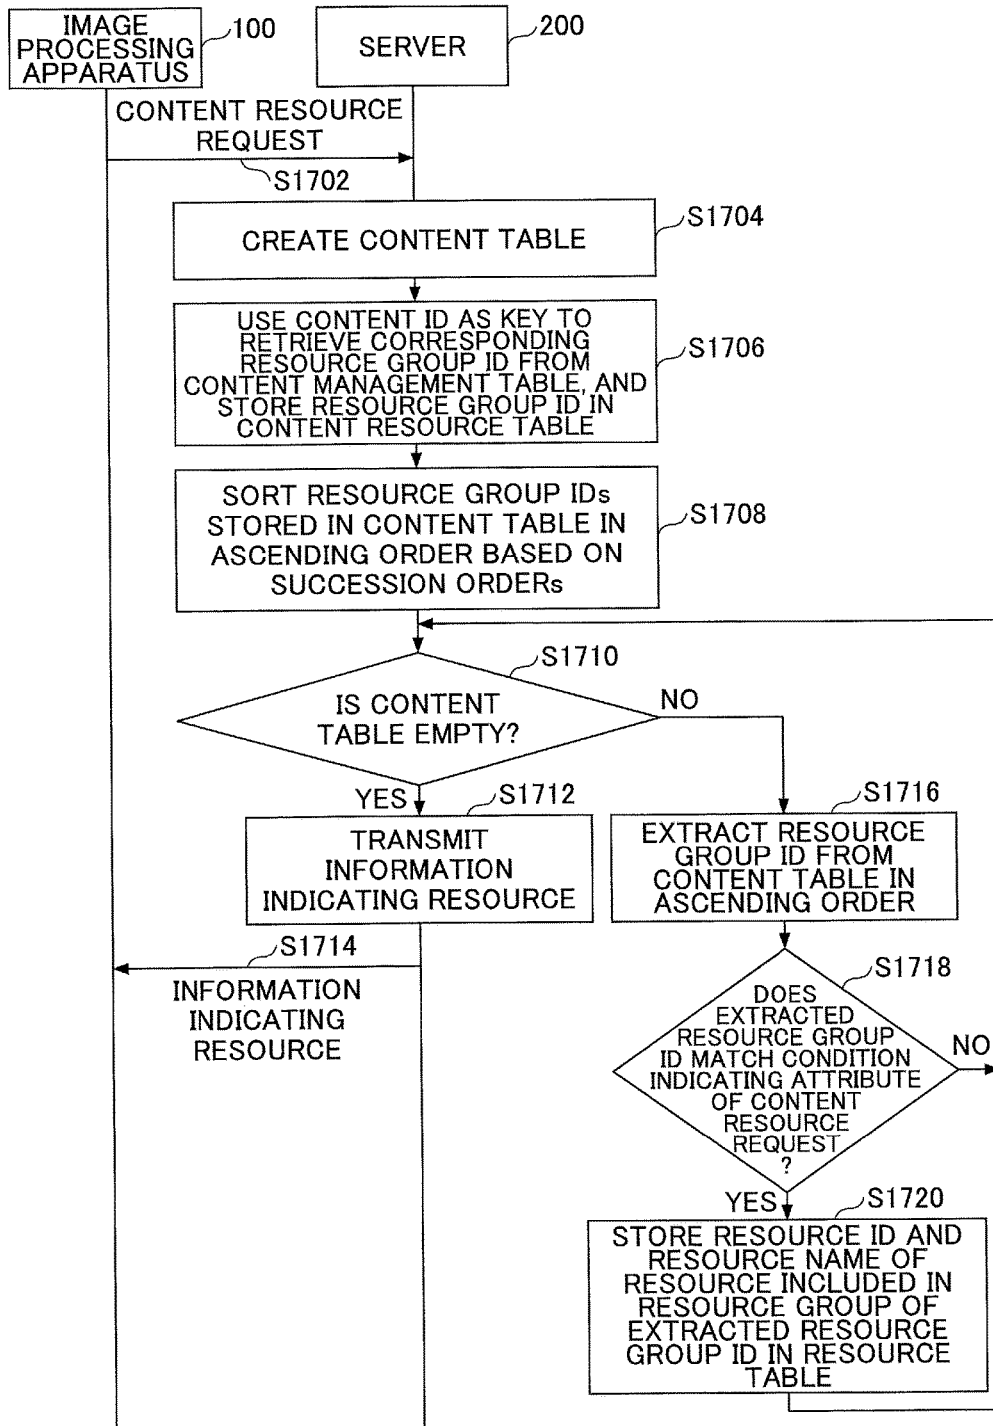 IMAGE
PROCESSING
APPARATUS
100
SERVER
200
CONTENT RESOURCE
REQUEST
S1702
CREATE CONTENT TABLE
S1704
USE CONTENT ID AS KEY TO
RETRIEVE CORRESPONDING
RESOURCE GROUP ID FROM
CONTENT MANAGEMENT TABLE, AND
STORE RESOURCE GROUP ID IN
CONTENT RESOURCE TABLE
S1706
SORT RESOURCE GROUP IDs
STORED IN CONTENT TABLE IN
ASCENDING ORDER BASED ON
SUCCESSION ORDERs
S1708
S1710
IS CONTENT
TABLE EMPTY?
NO
YES
S1712
TRANSMIT
INFORMATION
INDICATING RESOURCE
S1714
INFORMATION
INDICATING
RESOURCE
S1716
EXTRACT RESOURCE
GROUP ID FROM
CONTENT TABLE IN
ASCENDING ORDER
S1718
DOES
EXTRACTED
RESOURCE GROUP
ID MATCH CONDITION
INDICATING ATTRIBUTE
OF CONTENT
RESOURCE
REQUEST
?
NO
YES
S1720
STORE RESOURCE ID AND
RESOURCE NAME OF
RESOURCE INCLUDED IN
RESOURCE GROUP OF
EXTRACTED RESOURCE
GROUP ID IN RESOURCE
TABLE